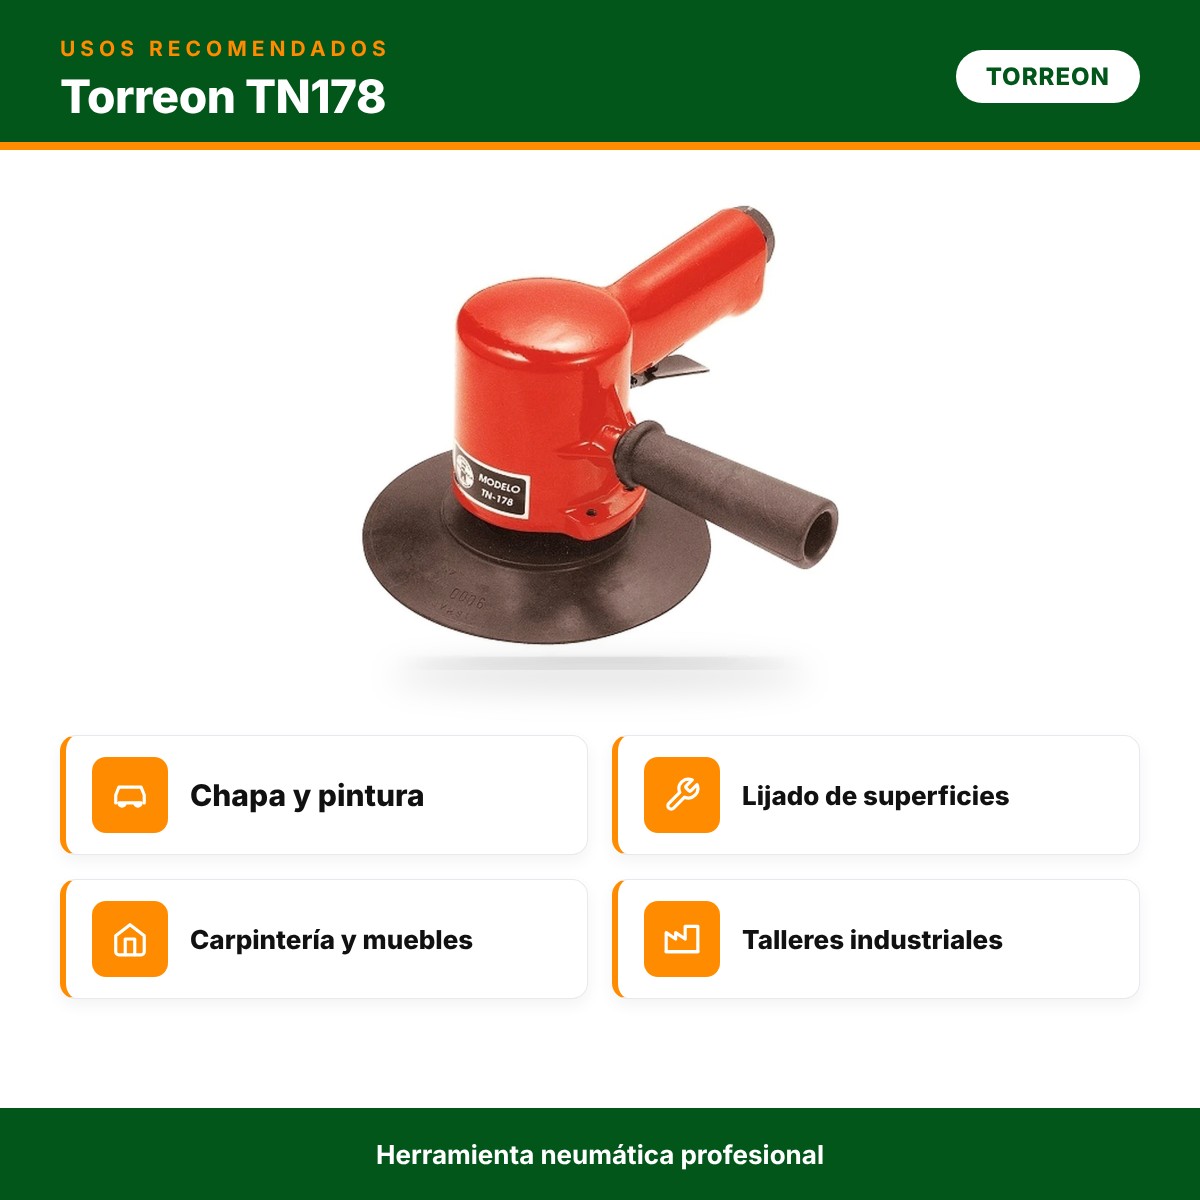 USOS RECOMENDADOS
Torreon TN178
TORREON
MODELO
TN-178
Chapa y pintura
Lijado de superficies
Carpintería y muebles
Talleres industriales
Herramienta neumática profesional